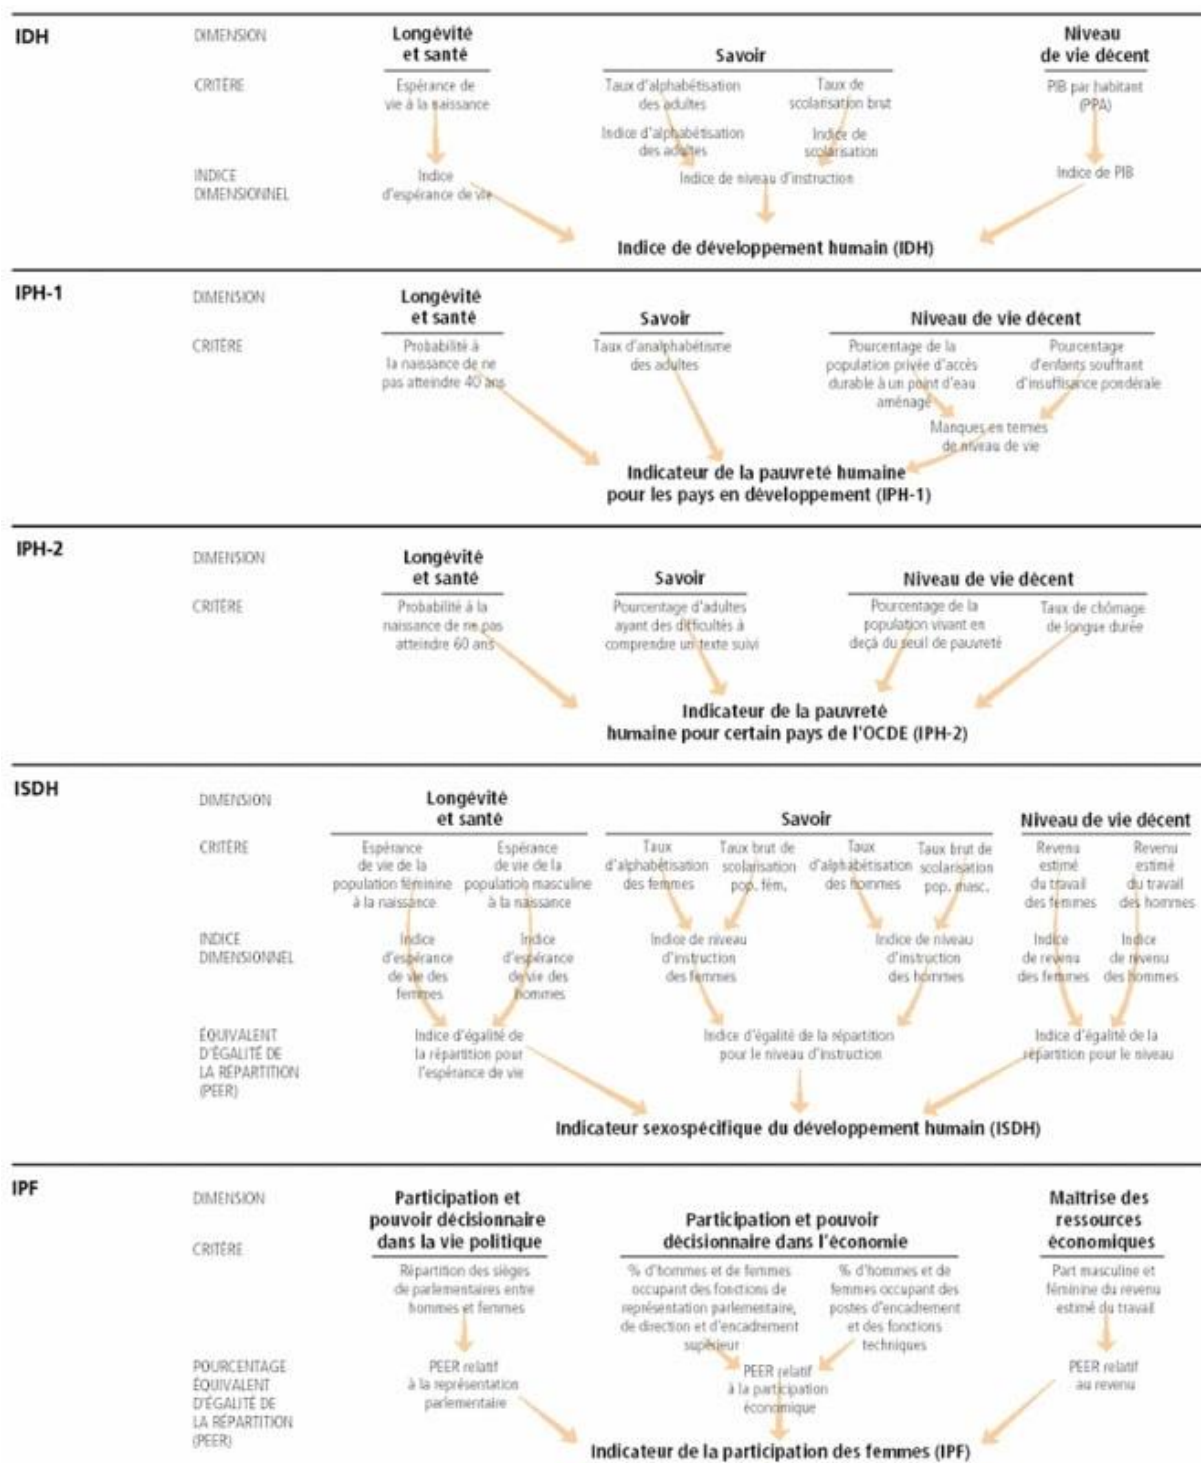 IDH
DIMENSION
Longévité
et santé
Savoir
Niveau
de vie décent
CRITÈRE
Espérance de
vie à la naissance
Taux d'alphabétisation
des adultes
Taux de
scolarisation brut
PIB par habitant
(PPA)
Indice d'alphabétisation
des adultes
Indice de
scolarisation
INDICE
DIMENSIONNEL
Indice
d'espérance de vie
Indice de niveau d'instruction
Indice de PIB
Indice de développement humain (IDH)
IPH-1
DIMENSION
Longévité
et santé
Savoir
Niveau de vie décent
CRITÈRE
Probabilité à
la naissance de ne
pas atteindre 40 ans
Taux d'analphabétisme
des adultes
Pourcentage de la
population privée d'accès
durable à un point d'eau
aménagé
Pourcentage
d'enfants souffrant
d'insuffisance pondérale
Manques en termes
de niveau de vie
Indicateur de la pauvreté humaine
pour les pays en développement (IPH-1)
IPH-2
DIMENSION
Longévité
et santé
Savoir
Niveau de vie décent
CRITÈRE
Probabilité à la
naissance de ne pas
atteindre 60 ans
Pourcentage d'adultes
ayant des difficultés à
comprendre un texte suivi
Pourcentage de la
population vivant en
deçà du seuil de pauvreté
Taux de chômage
de longue durée
Indicateur de la pauvreté
humaine pour certain pays de l'OCDE (IPH-2)
ISDH
DIMENSION
Longévité
et santé
Savoir
Niveau de vie décent
CRITÈRE
Espérance
de vie de la
population féminine
à la naissance
Espérance
de vie de la
population masculine
à la naissance
Taux
d'alphabétisation
des femmes
Taux brut de
scolarisation
pop. fém.
Taux
d'alphabétisation
des hommes
Taux brut de
scolarisation
pop. masc.
Revenu
estimé
du travail
des femmes
Revenu
estimé
du travail
des hommes
INDICE
DIMENSIONNEL
Indice
d'espérance
de vie des
femmes
Indice
d'espérance
de vie des
hommes
Indice de niveau
d'instruction
des femmes
Indice de niveau
d'instruction
des hommes
Indice
de revenu
des femmes
Indice
de revenu
des hommes
ÉQUIVALENT
D'ÉGALITÉ DE
LA RÉPARTITION
(PEER)
Indice d'égalité de
la répartition pour
l'espérance de vie
Indice d'égalité de la répartition
pour le niveau d'instruction
Indice d'égalité de la
répartition pour le niveau
Indicateur sexospécifique du développement humain (ISDH)
IPF
DIMENSION
Participation et
pouvoir décisionnaire
dans la vie politique
Participation et pouvoir
décisionnaire dans l'économie
Maîtrise des
ressources
économiques
CRITÈRE
Répartition des sièges
de parlementaires entre
hommes et femmes
% d'hommes et de femmes
occupant des fonctions de
représentation parlementaire,
de direction et d'encadrement
supérieur
% d'hommes et de
femmes occupant des
postes d'encadrement
et des fonctions
techniques
Part masculine et
féminine du revenu
estimé du travail
POURCENTAGE
ÉQUIVALENT
D'ÉGALITÉ DE
LA RÉPARTITION
(PEER)
PEER relatif
à la représentation
parlementaire
PEER relatif
à la participation
économique
PEER relatif
au revenu
Indicateur de la participation des femmes (IPF)